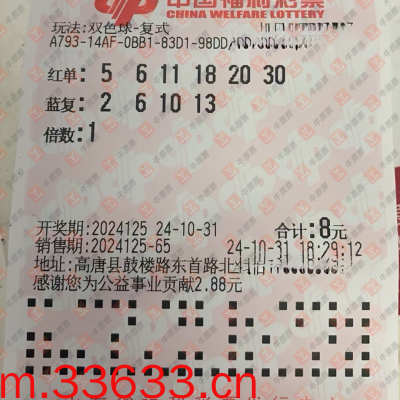 中国福利彩票
CHINA WELFARE LOTTERY
玩法:双色球-复式
A793-14AF-0BB1-83D1-98DD/
红单: 5 6 11 18 20 30
蓝复: 2 6 10 13
倍数:1
开奖期:2024125 24-10-31 合计:8元
销售期:2024125-65 24-10-31 18:29:12
地址:高唐县鼓楼路东首路北
感谢您为公益事业贡献2.88元
m.33633.cn